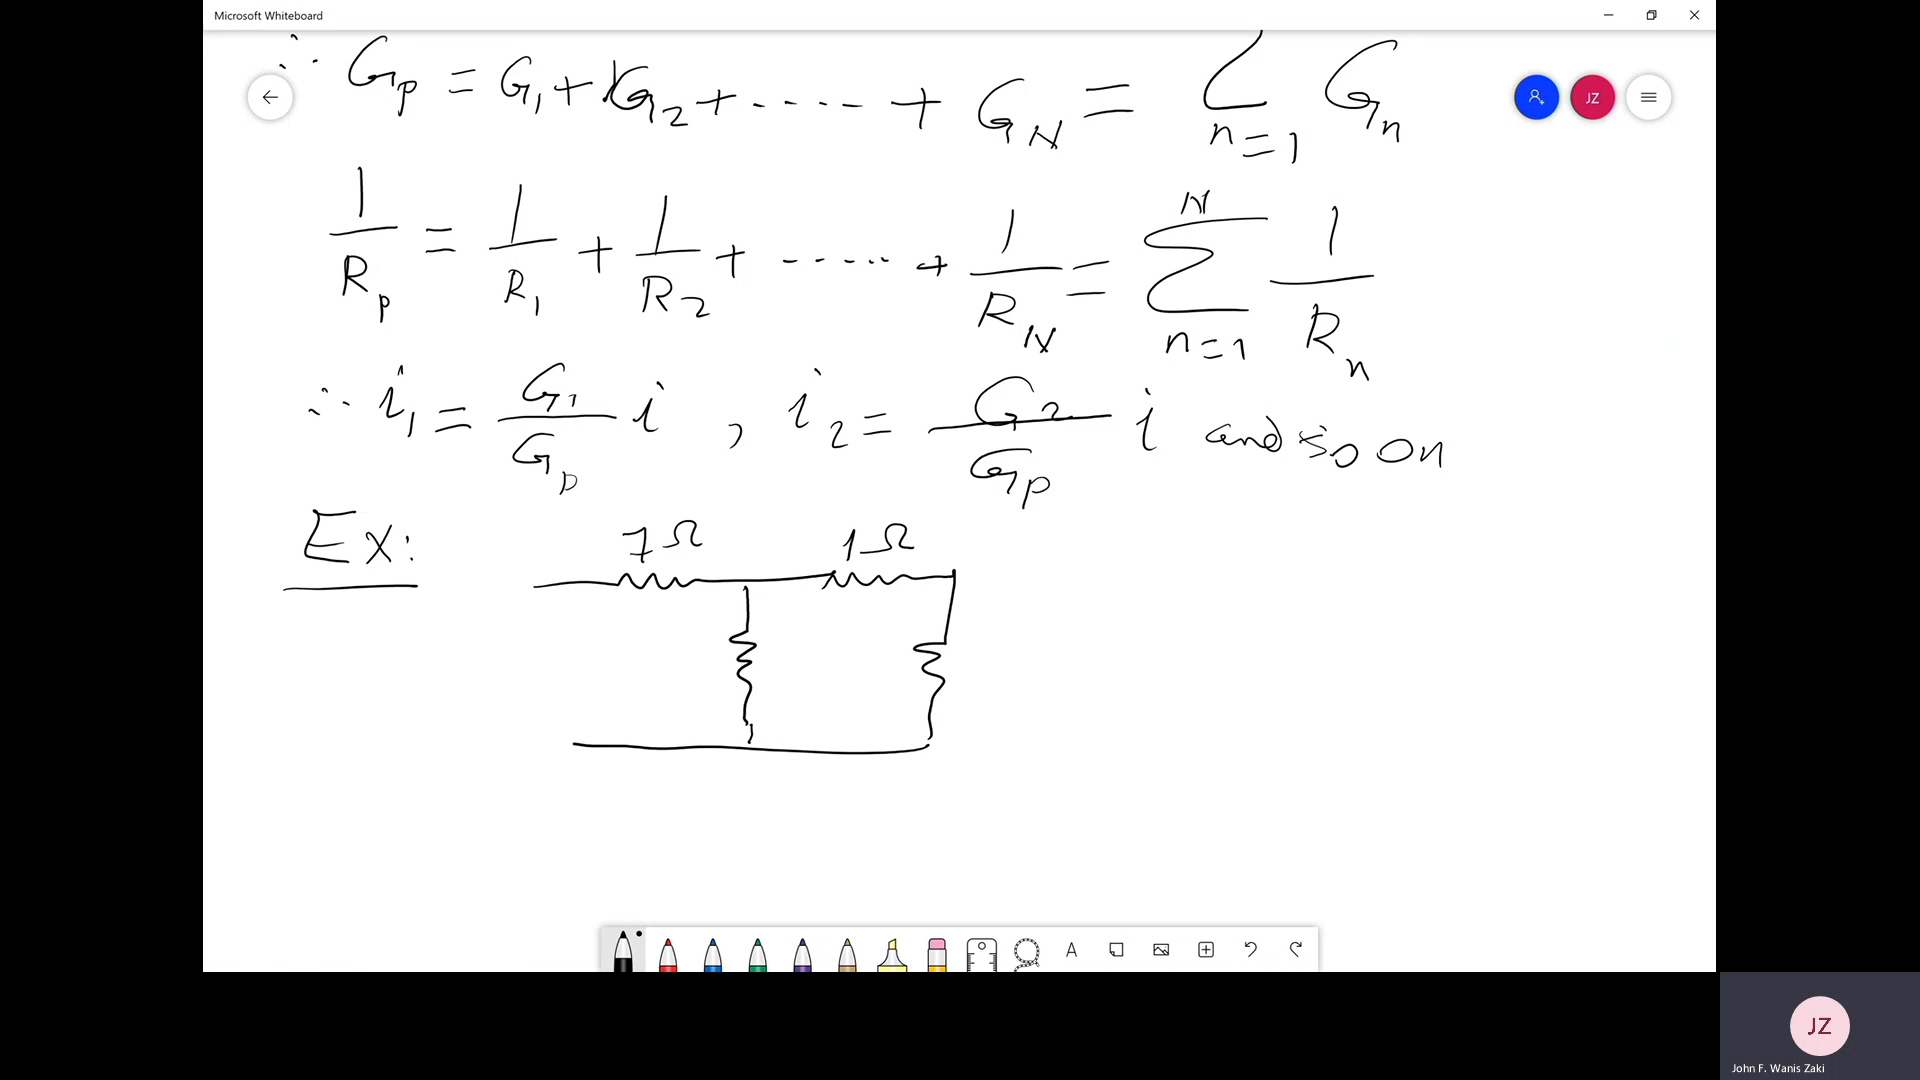 Microsoft Whiteboard
∴ Gp = G1 + G2 + ---- + GN = Σ n=1 Gn
JZ
1/Rp = 1/R1 + 1/R2 + ----- + 1/RN = Σ N n=1 1/Rn
∴ i1 = G1/Gp i , i2 = G2/Gp i and so on
Ex:
7Ω 1Ω
A
JZ
John F. Wanis Zaki